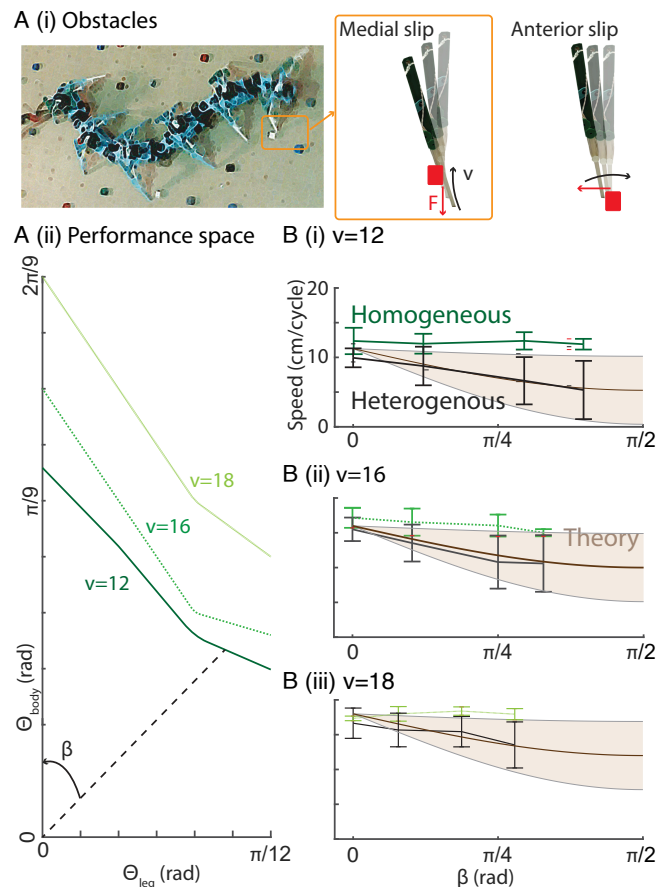 A (i) Obstacles
Medial slip
Anterior slip
v
F
A (ii) Performance space
2π/9
π/9
0
v=18
v=16
v=12
β
Θbody (rad)
0
π/12
Θleg (rad)
B (i) v=12
20
10
0
Speed (cm/cycle)
Homogeneous
Heterogenous
0
π/4
π/2
B (ii) v=16
Theory
0
π/4
π/2
B (iii) v=18
0
π/4
π/2
β (rad)